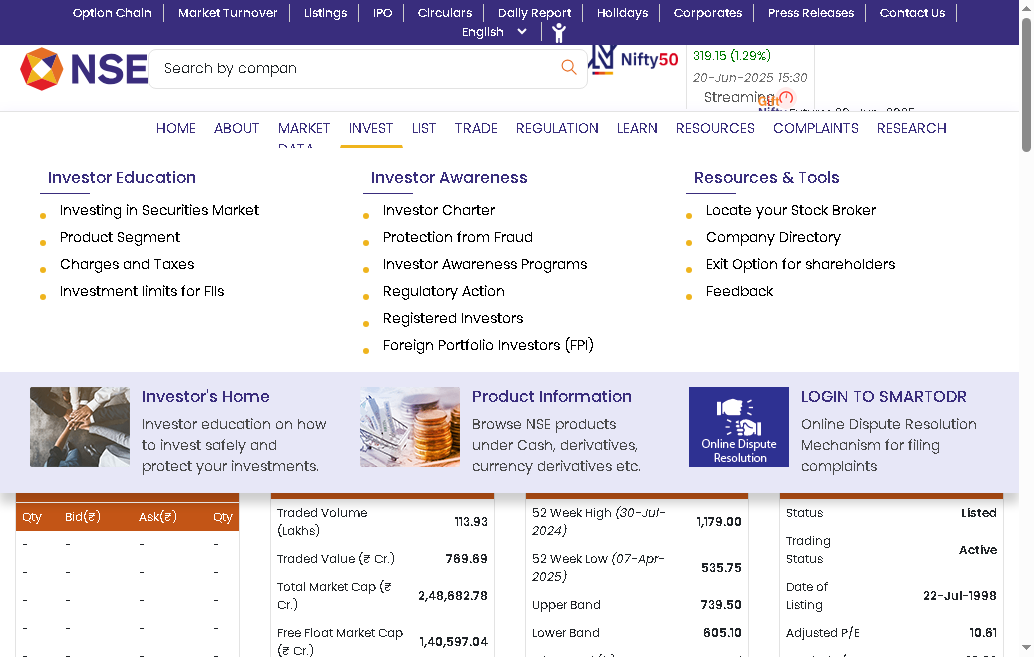 Option Chain
Market Turnover
Listings
IPO
Circulars
Daily Report
Holidays
Corporates
Press Releases
Contact Us
English
NSE
Search by compan
Nifty50
319.15 (1.29%)
20-Jun-2025 15:30
Streaming
HOME
ABOUT
MARKET DATA
INVEST
LIST
TRADE
REGULATION
LEARN
RESOURCES
COMPLAINTS
RESEARCH
Investor Education
Investing in Securities Market
Product Segment
Charges and Taxes
Investment limits for FIIs
Investor Awareness
Investor Charter
Protection from Fraud
Investor Awareness Programs
Regulatory Action
Registered Investors
Foreign Portfolio Investors (FPI)
Resources & Tools
Locate your Stock Broker
Company Directory
Exit Option for shareholders
Feedback
Investor's Home
Investor education on how
to invest safely and
protect your investments.
Product Information
Browse NSE products
under Cash, derivatives,
currency derivatives etc.
Online Dispute
Resolution
LOGIN TO SMARTODR
Online Dispute Resolution
Mechanism for filing
complaints
Qty Bid(₹) Ask(₹) Qty
- - - -
- - - -
- - - -
- - - -
Traded Volume
(Lakhs) 113.93
Traded Value (₹ Cr.) 769.69
Total Market Cap (₹
Cr.) 2,48,682.78
Free Float Market Cap
(₹ Cr.) 1,40,597.04
52 Week High (30-Jul-
2024) 1,179.00
52 Week Low (07-Apr-
2025) 535.75
Upper Band 739.50
Lower Band 605.10
Status Listed
Trading
Status Active
Date of
Listing 22-Jul-1998
Adjusted P/E 10.61